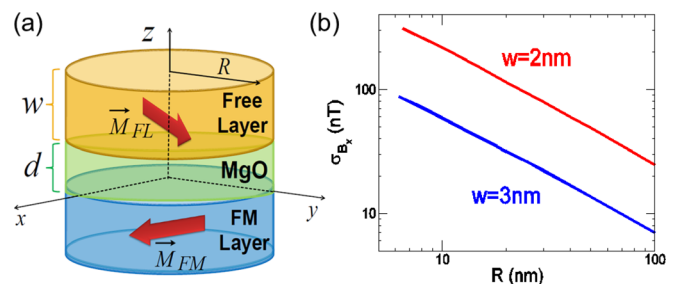 (a)
z
R
w
Free
Layer
M_FL
d
MgO
x
y
FM
Layer
M_FM
(b)
σ_Bx (nT)
100
10
w=2nm
w=3nm
10
100
R (nm)